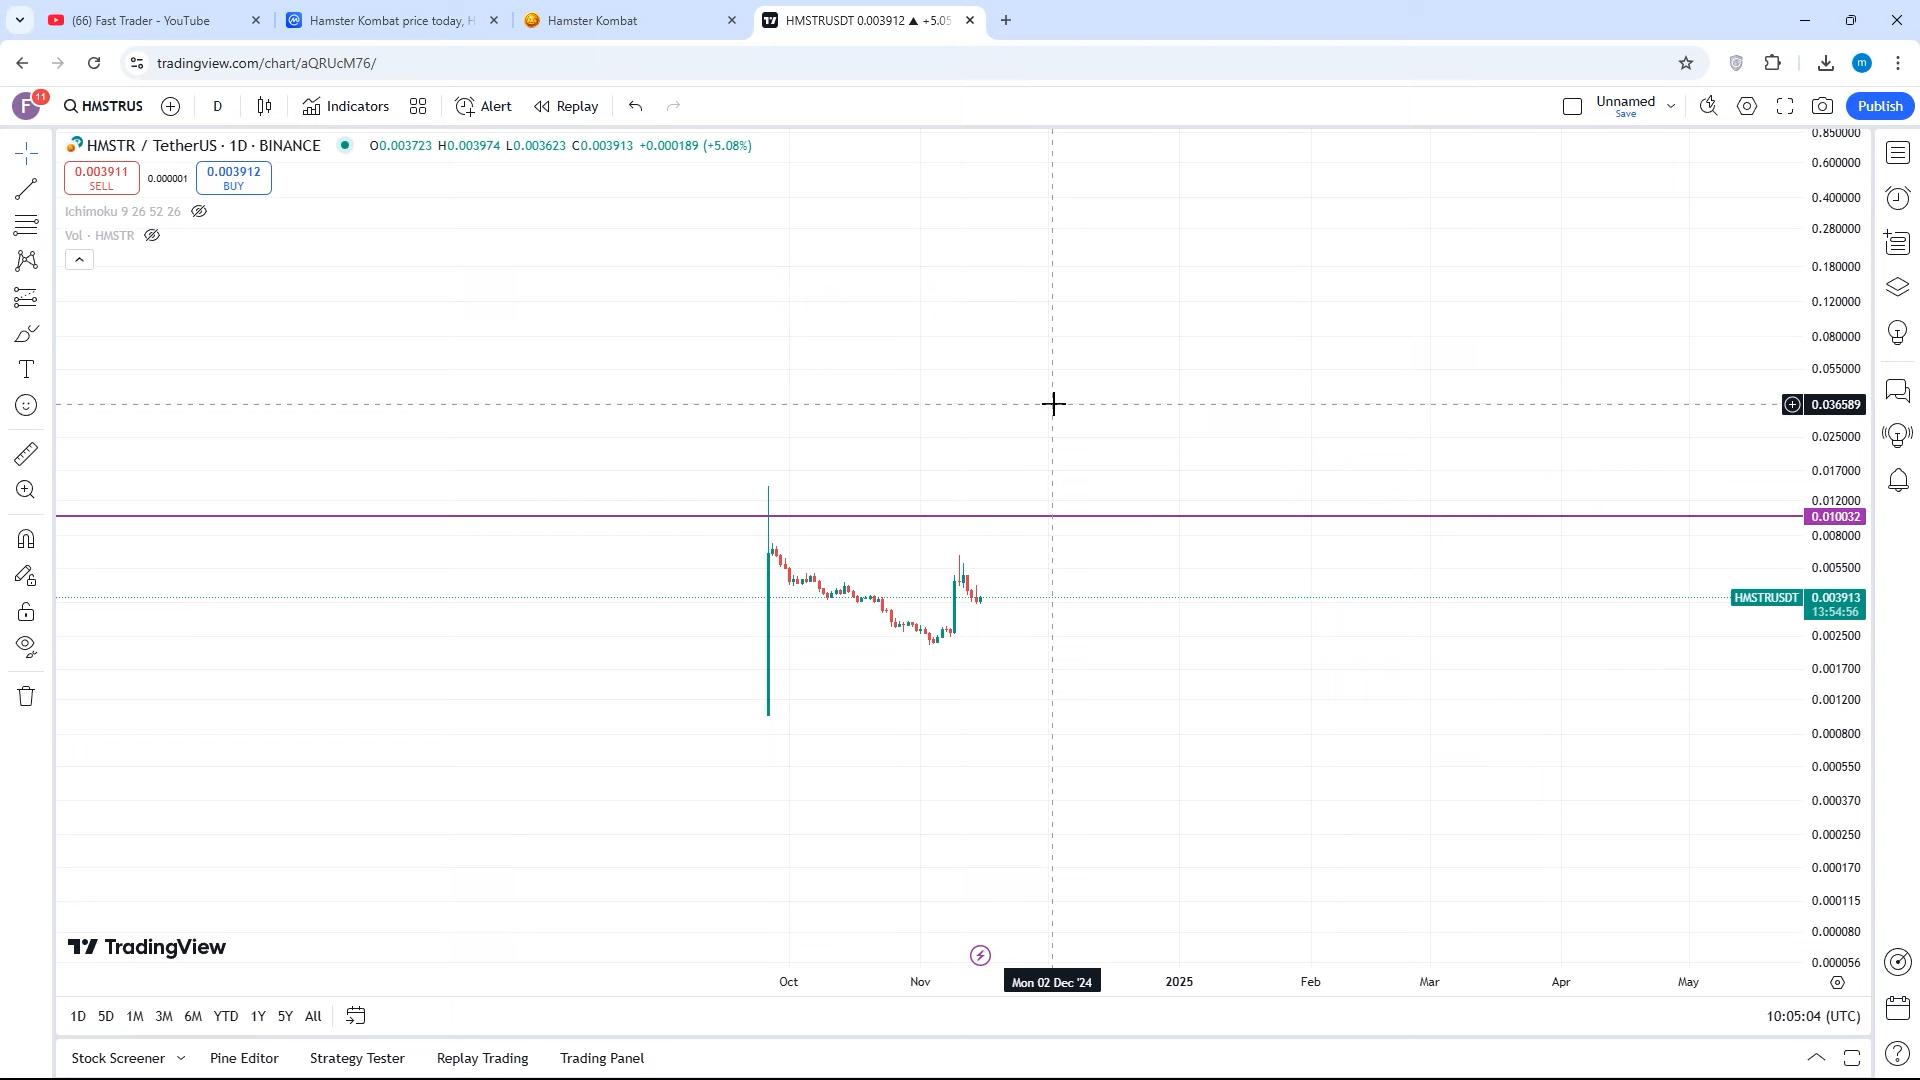 (66) Fast Trader - YouTube
Hamster Kombat price today, H
Hamster Kombat
HMSTRUSDT 0.003912 ▲ +5.05
tradingview.com/chart/aQRUcM76/
m
F
11
HMSTRUS
D
Indicators
Alert
Replay
Unnamed
Save
Publish
HMSTR / TetherUS · 1D · BINANCE
O0.003723 H0.003974 L0.003623 C0.003913 +0.000189 (+5.08%)
0.003911
SELL
0.000001
0.003912
BUY
Ichimoku 9 26 52 26
Vol · HMSTR
0.850000
0.600000
0.400000
0.280000
0.180000
0.120000
0.080000
0.055000
0.036589
0.025000
0.017000
0.012000
0.010032
0.008000
0.005500
HMSTRUSDT 0.003913
13:54:56
0.002500
0.001700
0.001200
0.000800
0.000550
0.000370
0.000250
0.000170
0.000115
0.000080
0.000056
TradingView
Oct
Nov
Mon 02 Dec '24
2025
Feb
Mar
Apr
May
1D 5D 1M 3M 6M YTD 1Y 5Y All
10:05:04 (UTC)
Stock Screener
Pine Editor
Strategy Tester
Replay Trading
Trading Panel